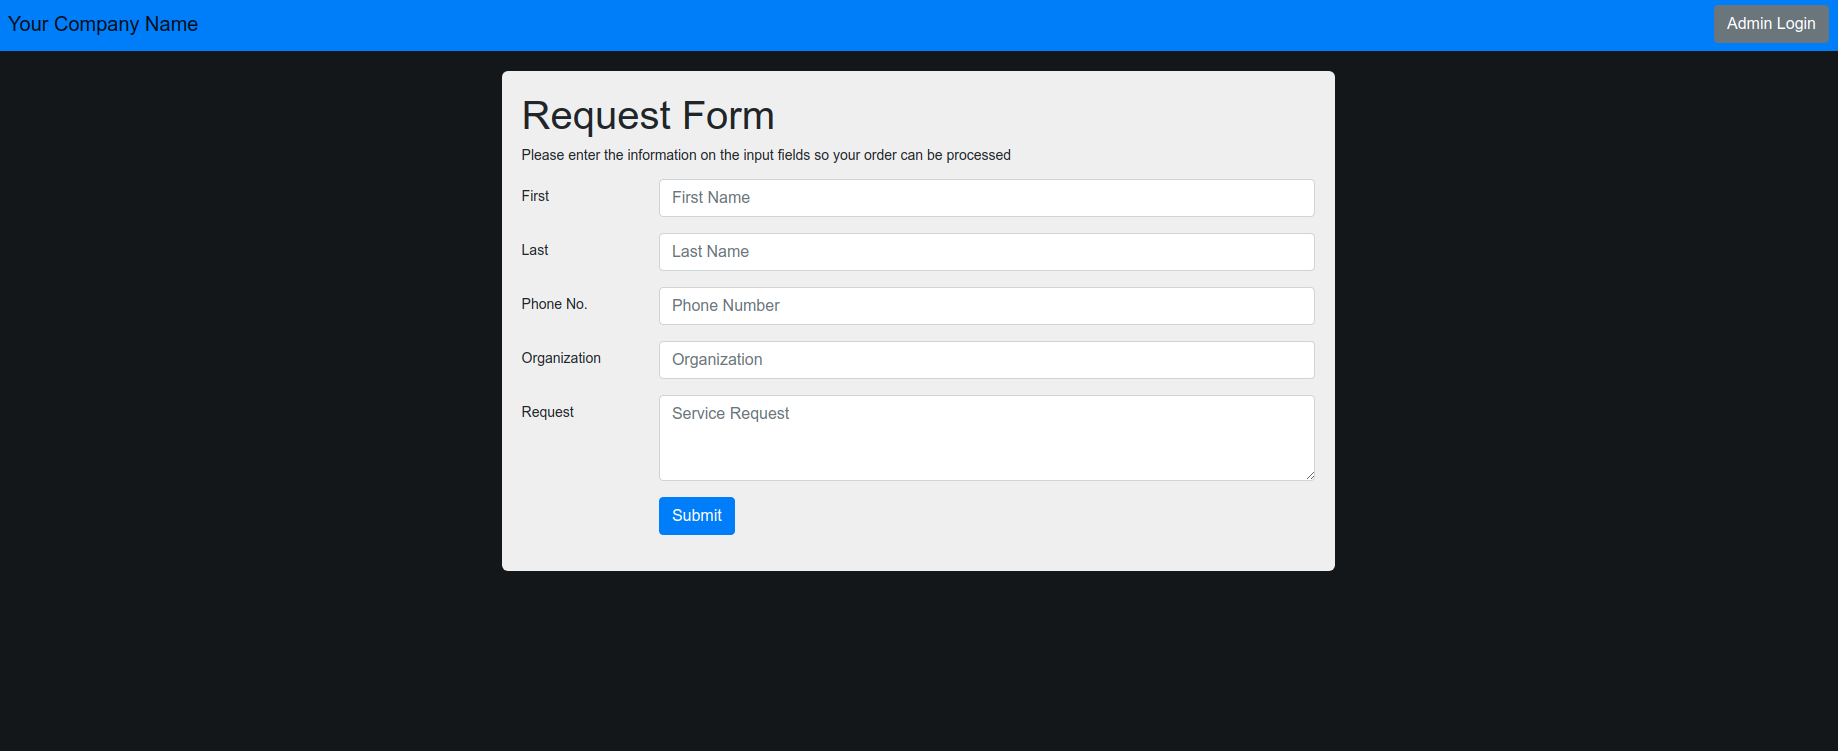 Your Company Name
Admin Login
Request Form
Please enter the information on the input fields so your order can be processed
First
First Name
Last
Last Name
Phone No.
Phone Number
Organization
Organization
Request
Service Request
Submit